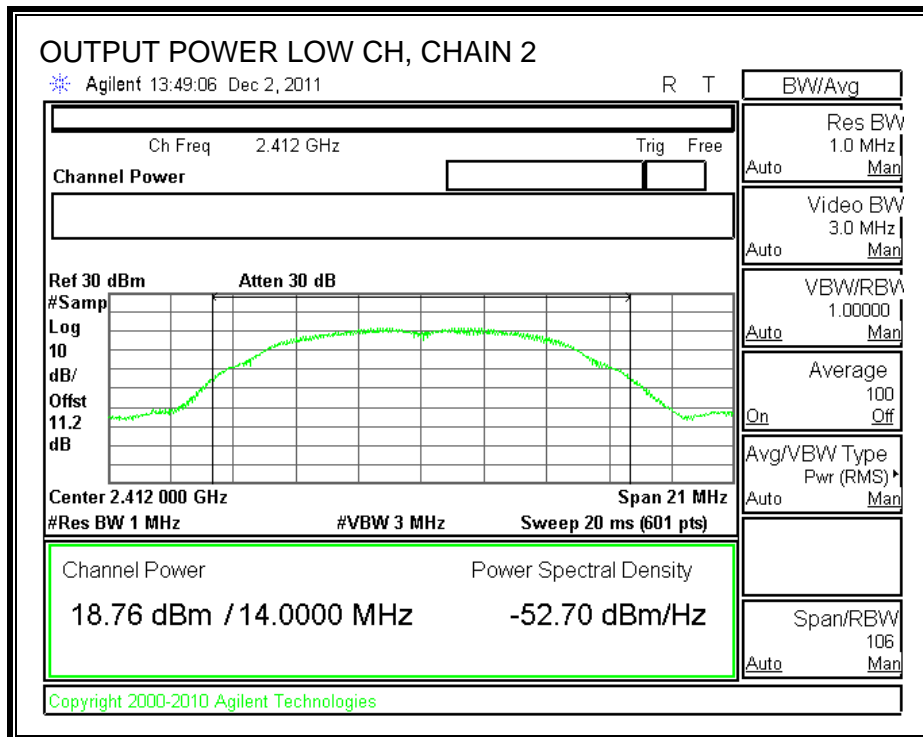 OUTPUT POWER LOW CH, CHAIN 2
Agilent 13:49:06 Dec 2, 2011 R T
BW/Avg
Ch Freq 2.412 GHz Trig Free
Channel Power
Res BW
1.0 MHz
Auto Man
Video BW
3.0 MHz
Auto Man
Ref 30 dBm Atten 30 dB
#Samp
Log
10
dB/
Offst
11.2
dB
VBW/RBW
1.00000
Auto Man
Average
100
On Off
Avg/VBW Type
Pwr (RMS)
Auto Man
Center 2.412 000 GHz Span 21 MHz
#Res BW 1 MHz #VBW 3 MHz Sweep 20 ms (601 pts)
Channel Power Power Spectral Density
18.76 dBm / 14.0000 MHz -52.70 dBm/Hz
Span/RBW
106
Auto Man
Copyright 2000-2010 Agilent Technologies